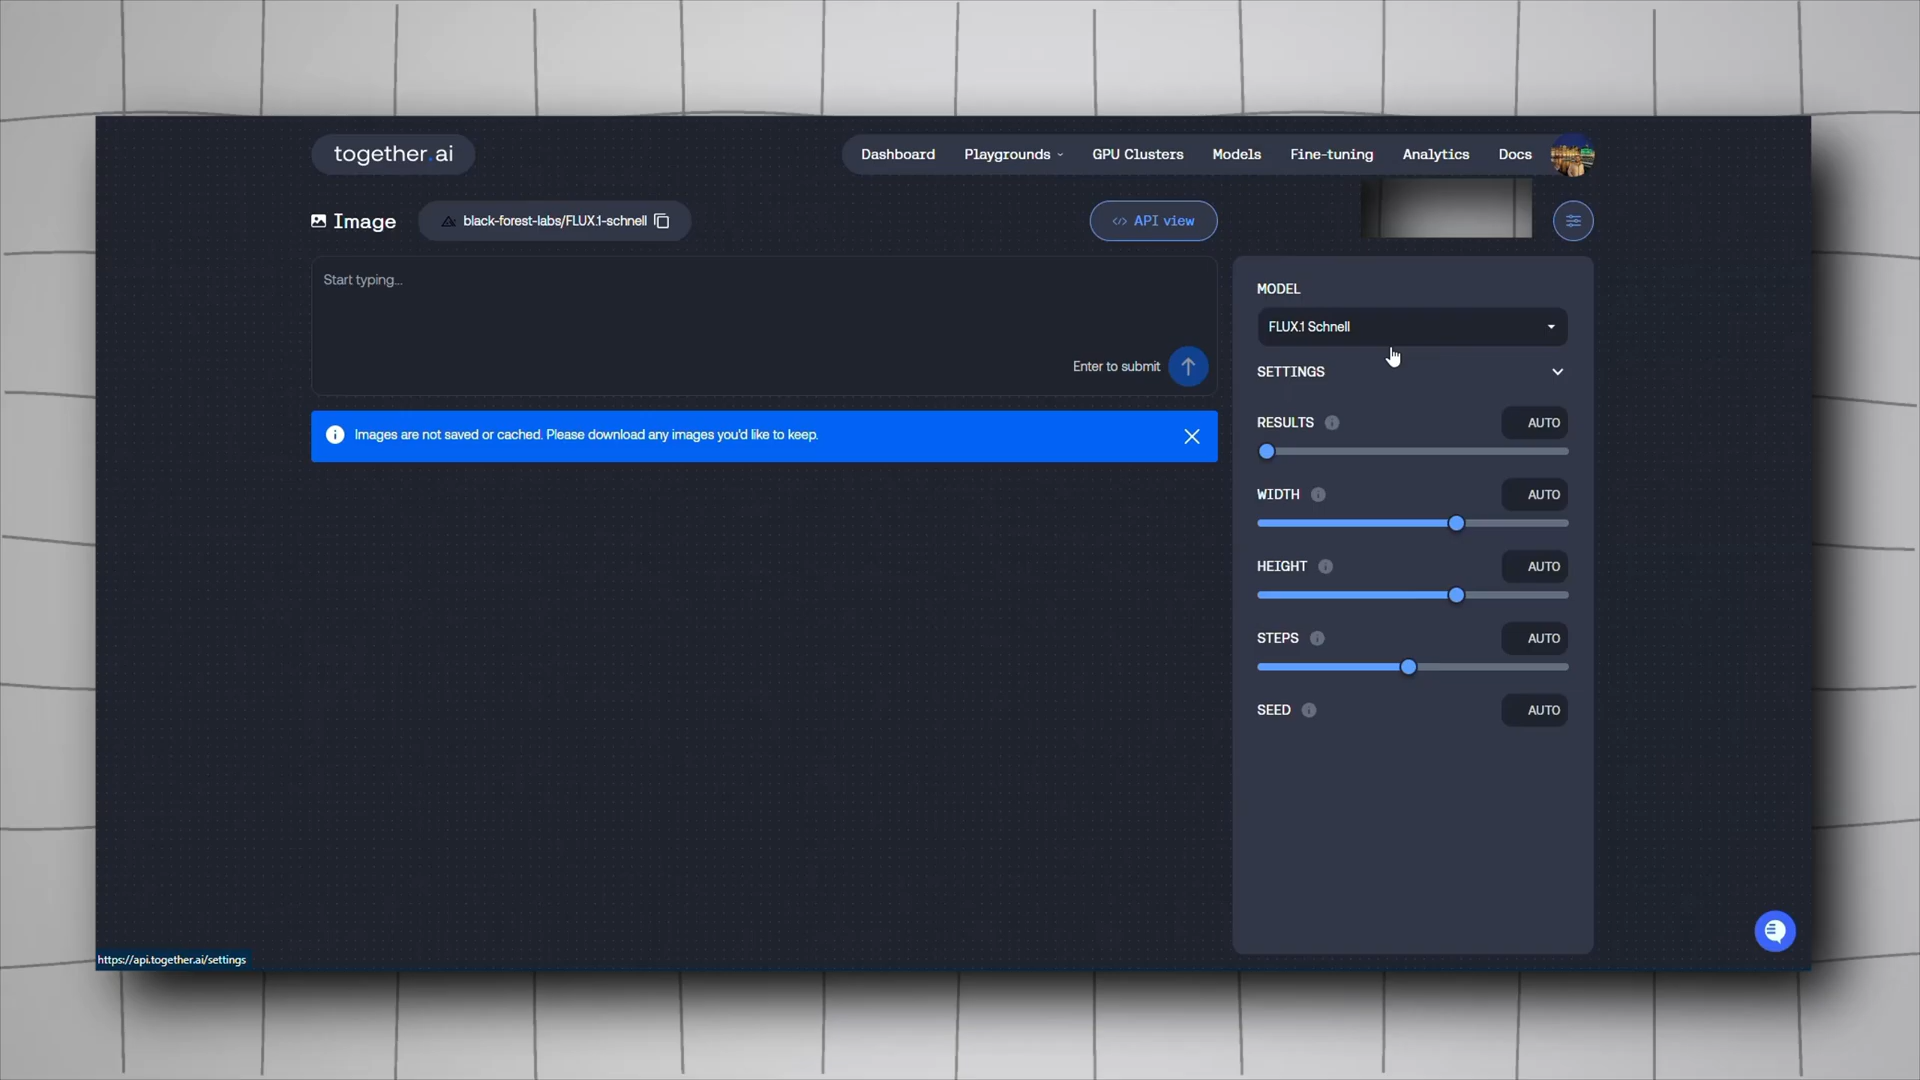 together.ai
Dashboard Playgrounds GPU Clusters Models Fine-tuning Analytics Docs
Image black-forest-labs/FLUX.1-schnell
</> API view
Start typing...
Enter to submit
Images are not saved or cached. Please download any images you'd like to keep.
MODEL
FLUX.1 Schnell
SETTINGS
RESULTS AUTO
WIDTH AUTO
HEIGHT AUTO
STEPS AUTO
SEED AUTO
https://api.together.ai/settings